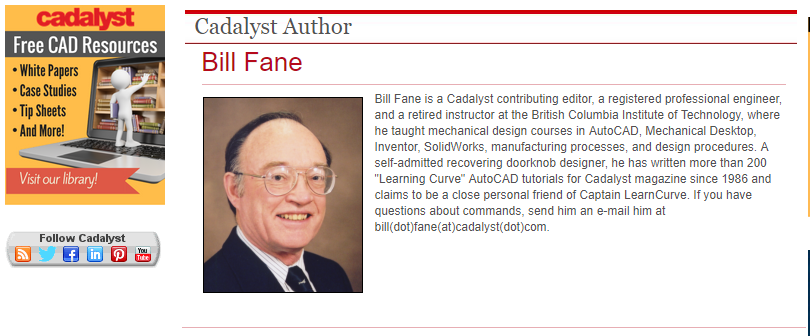 cadalyst
Free CAD Resources
• White Papers
• Case Studies
• Tip Sheets
• And More!
Visit our library!
Follow Cadalyst
You
Tube
Cadalyst Author
Bill Fane
Bill Fane is a Cadalyst contributing editor, a registered professional engineer,
and a retired instructor at the British Columbia Institute of Technology, where
he taught mechanical design courses in AutoCAD, Mechanical Desktop,
Inventor, SolidWorks, manufacturing processes, and design procedures. A
self-admitted recovering doorknob designer, he has written more than 200
"Learning Curve" AutoCAD tutorials for Cadalyst magazine since 1986 and
claims to be a close personal friend of Captain LearnCurve. If you have
questions about commands, send him an e-mail him at
bill(dot)fane(at)cadalyst(dot)com.